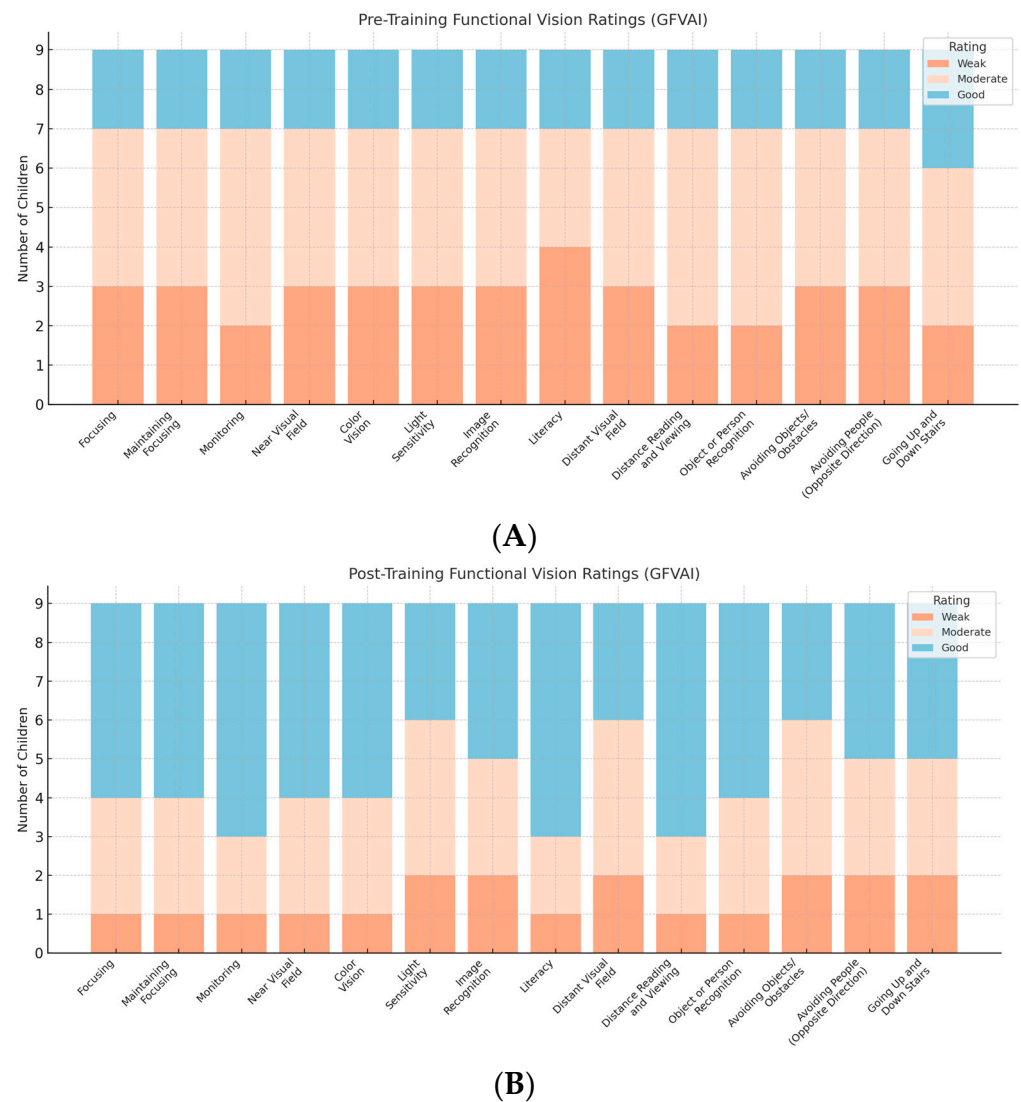 Pre-Training Functional Vision Ratings (GFVAI)
Number of Children
9
8
7
6
5
4
3
2
1
0
Rating
Weak
Moderate
Good
Focusing
Maintaining
Focusing
Monitoring
Near Visual
Field
Color
Vision
Light
Sensitivity
Image
Recognition
Literacy
Distant Visual
Field
Distance Reading
and Viewing
Object or Person
Recognition
Avoiding Objects/
Obstacles
Avoiding People
(Opposite Direction)
Going Up and
Down Stairs
(A)
Post-Training Functional Vision Ratings (GFVAI)
Number of Children
9
8
7
6
5
4
3
2
1
0
Rating
Weak
Moderate
Good
Focusing
Maintaining
Focusing
Monitoring
Near Visual
Field
Color
Vision
Light
Sensitivity
Image
Recognition
Literacy
Distant Visual
Field
Distance Reading
and Viewing
Object or Person
Recognition
Avoiding Objects/
Obstacles
Avoiding People
(Opposite Direction)
Going Up and
Down Stairs
(B)